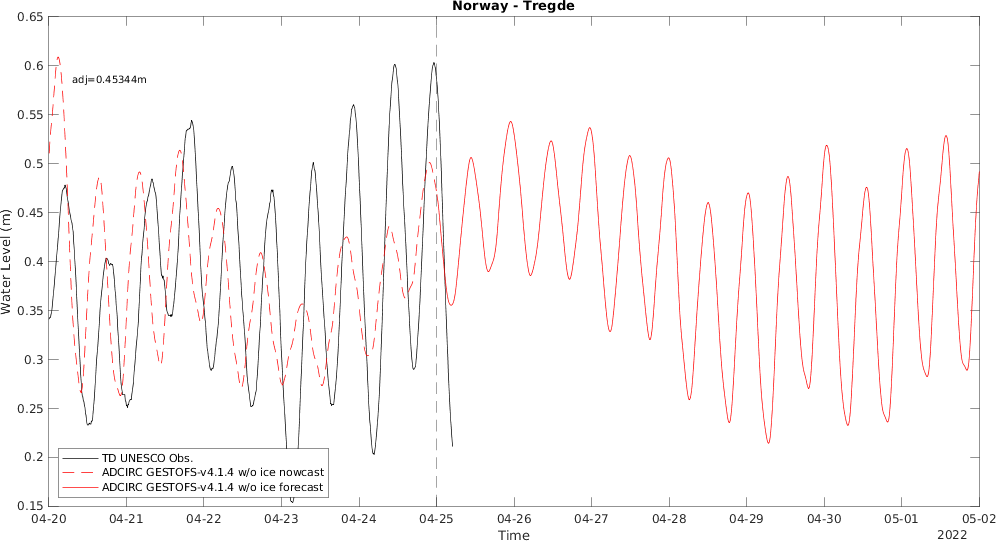 Norway - Tregde
0.65
0.6
0.55
0.5
0.45
0.4
0.35
0.3
0.25
0.2
0.15
Water Level (m)
adj=0.45344m
TD UNESCO Obs.
ADCIRC GESTOFS-v4.1.4 w/o ice nowcast
ADCIRC GESTOFS-v4.1.4 w/o ice forecast
04-20 04-21 04-22 04-23 04-24 04-25 04-26 04-27 04-28 04-29 04-30 05-01 05-02
Time
2022